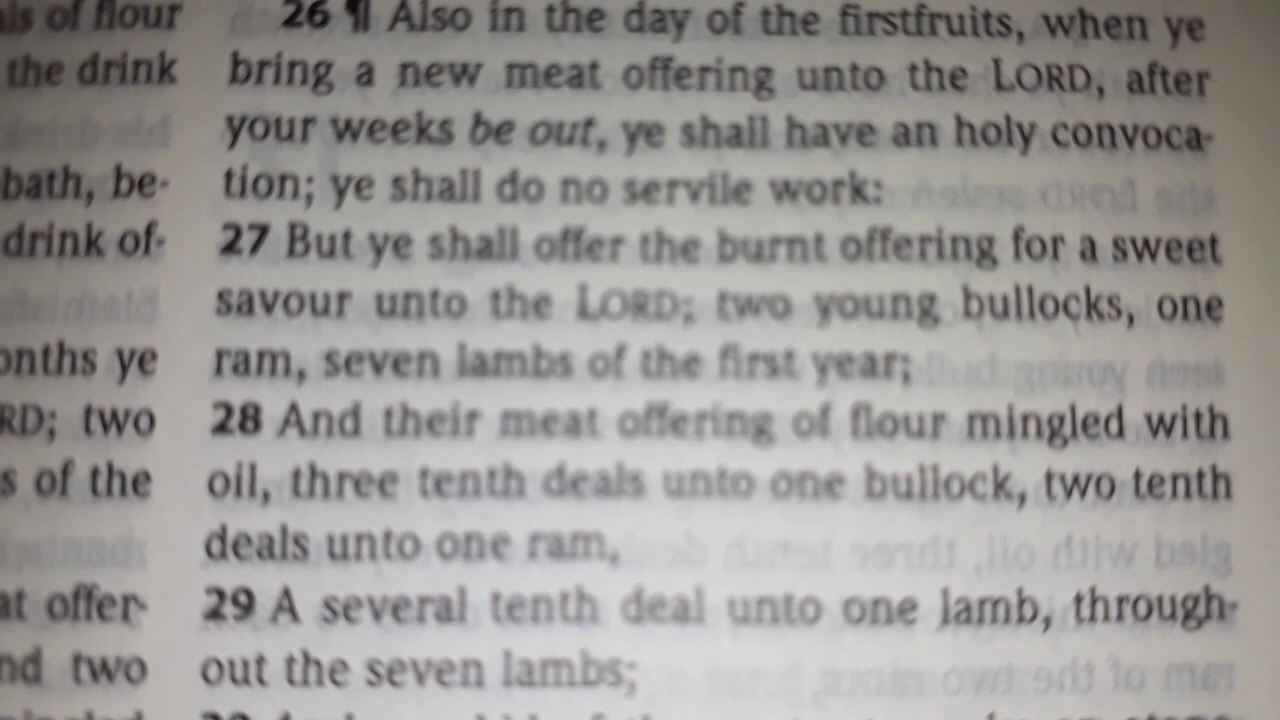 ls of flour
the drink
bath, be-
drink of-
onths ye
RD; two
s of the
at offer-
nd two
26 ¶ Also in the day of the firstfruits, when ye
bring a new meat offering unto the LORD, after
your weeks be out, ye shall have an holy convoca-
tion; ye shall do no servile work:
27 But ye shall offer the burnt offering for a sweet
savour unto the LORD; two young bullocks, one
ram, seven lambs of the first year;
28 And their meat offering of flour mingled with
oil, three tenth deals unto one bullock, two tenth
deals unto one ram,
29 A several tenth deal unto one lamb, through-
out the seven lambs;